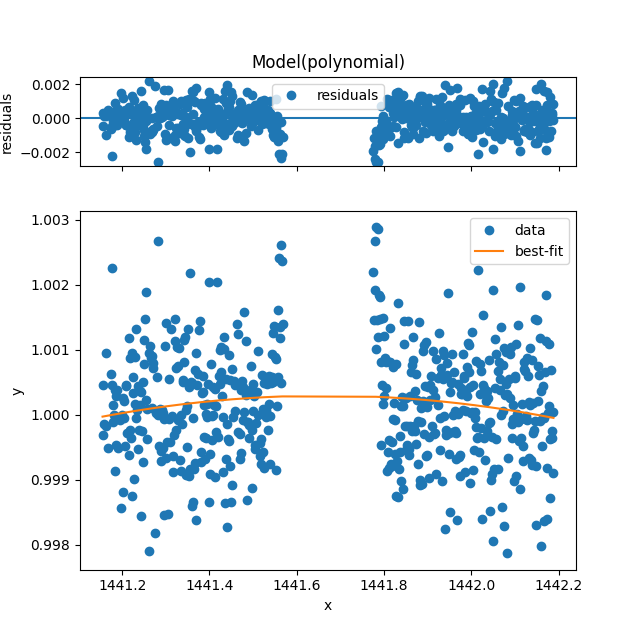 Model(polynomial)
0.002
0.000
−0.002
residuals
residuals
1.003
1.002
1.001
1.000
0.999
0.998
y
data
best-fit
1441.2 1441.4 1441.6 1441.8 1442.0 1442.2
x